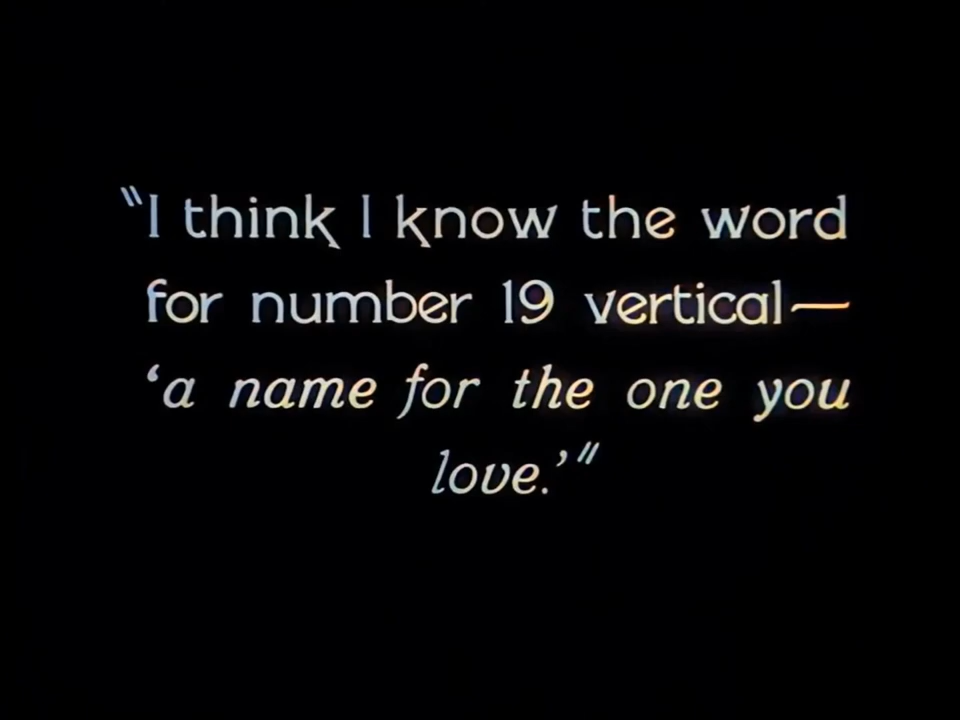 “I think I know the word
for number 19 vertical—
‘a name for the one you
love.’”